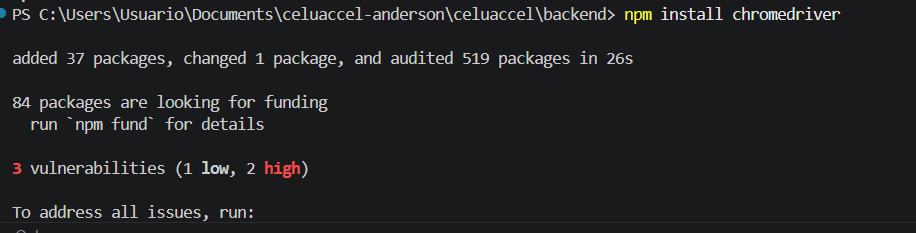 PS C:\Users\Usuario\Documents\celuaccel-anderson\celuaccel\backend> npm install chromedriver
added 37 packages, changed 1 package, and audited 519 packages in 26s
84 packages are looking for funding
run `npm fund` for details
3 vulnerabilities (1 low, 2 high)
To address all issues, run: